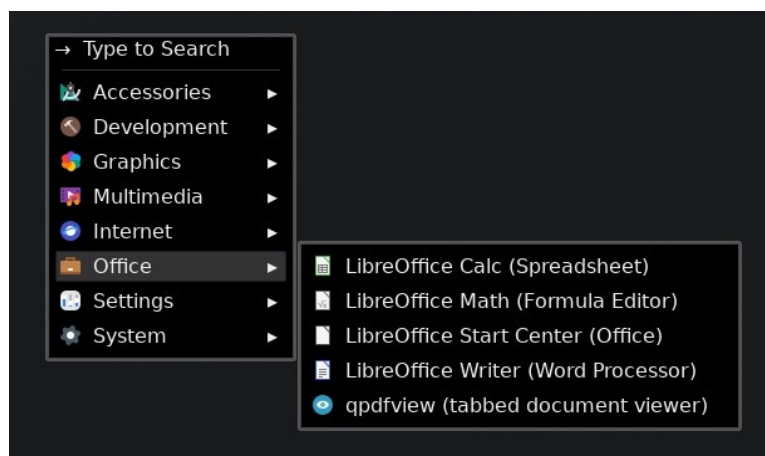 → Type to Search
Accessories ▸
Development ▸
Graphics ▸
Multimedia ▸
Internet ▸
Office ▸
Settings ▸
System ▸
LibreOffice Calc (Spreadsheet)
LibreOffice Math (Formula Editor)
LibreOffice Start Center (Office)
LibreOffice Writer (Word Processor)
qpdfview (tabbed document viewer)